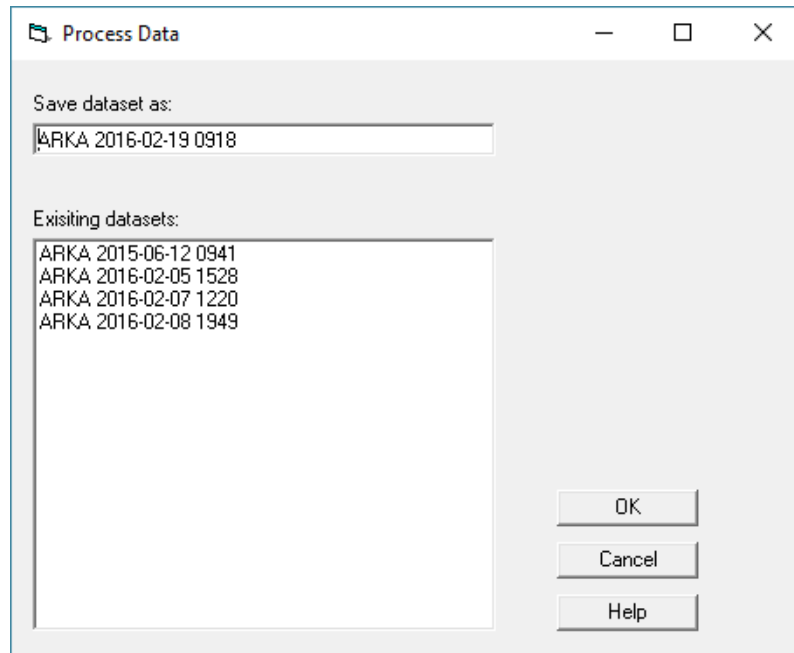 Process Data
Save dataset as:
ARKA 2016-02-19 0918
Exisiting datasets:
ARKA 2015-06-12 0941
ARKA 2016-02-05 1528
ARKA 2016-02-07 1220
ARKA 2016-02-08 1949
OK
Cancel
Help